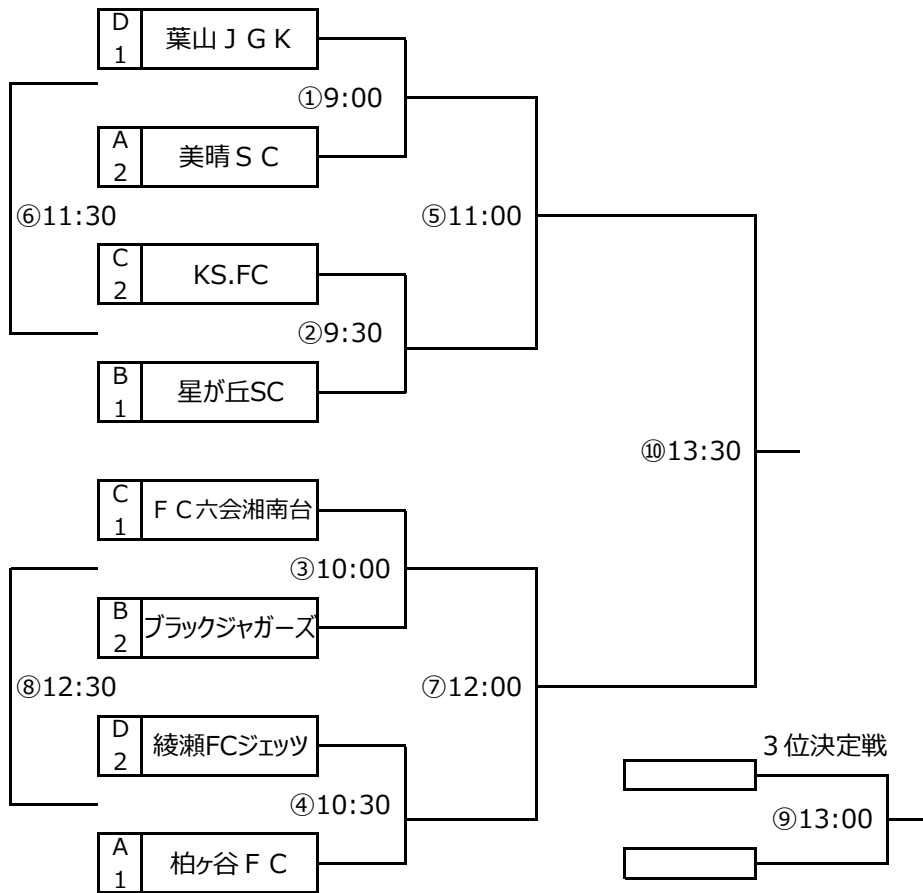 D
1
葉山ＪＧＫ
①9:00
A
2
美晴ＳＣ
⑥11:30
⑤11:00
C
2
KS.FC
②9:30
B
1
星が丘SC
⑩13:30
C
1
ＦＣ六会湘南台
③10:00
B
2
ブラックジャガーズ
⑧12:30
⑦12:00
D
2
綾瀬FCジェッツ
３位決定戦
④10:30
⑨13:00
A
1
柏ヶ谷ＦＣ